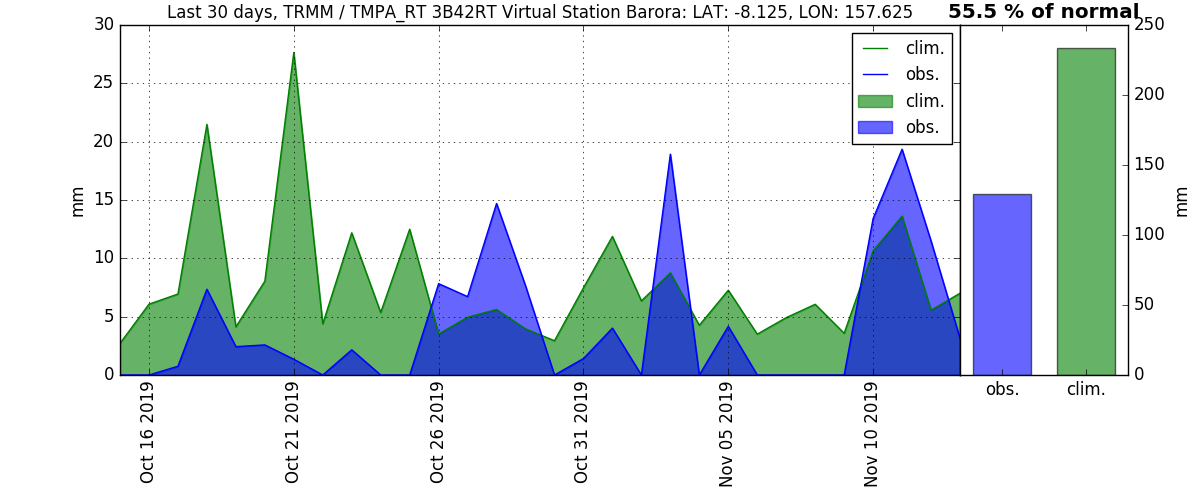 Last 30 days, TRMM / TMPA_RT 3B42RT Virtual Station Barora: LAT: -8.125, LON: 157.625
55.5 % of normal
30
25
20
15
10
5
0
mm
clim.
obs.
clim.
obs.
250
200
150
100
50
0
mm
obs.
clim.
Oct 16 2019
Oct 21 2019
Oct 26 2019
Oct 31 2019
Nov 05 2019
Nov 10 2019